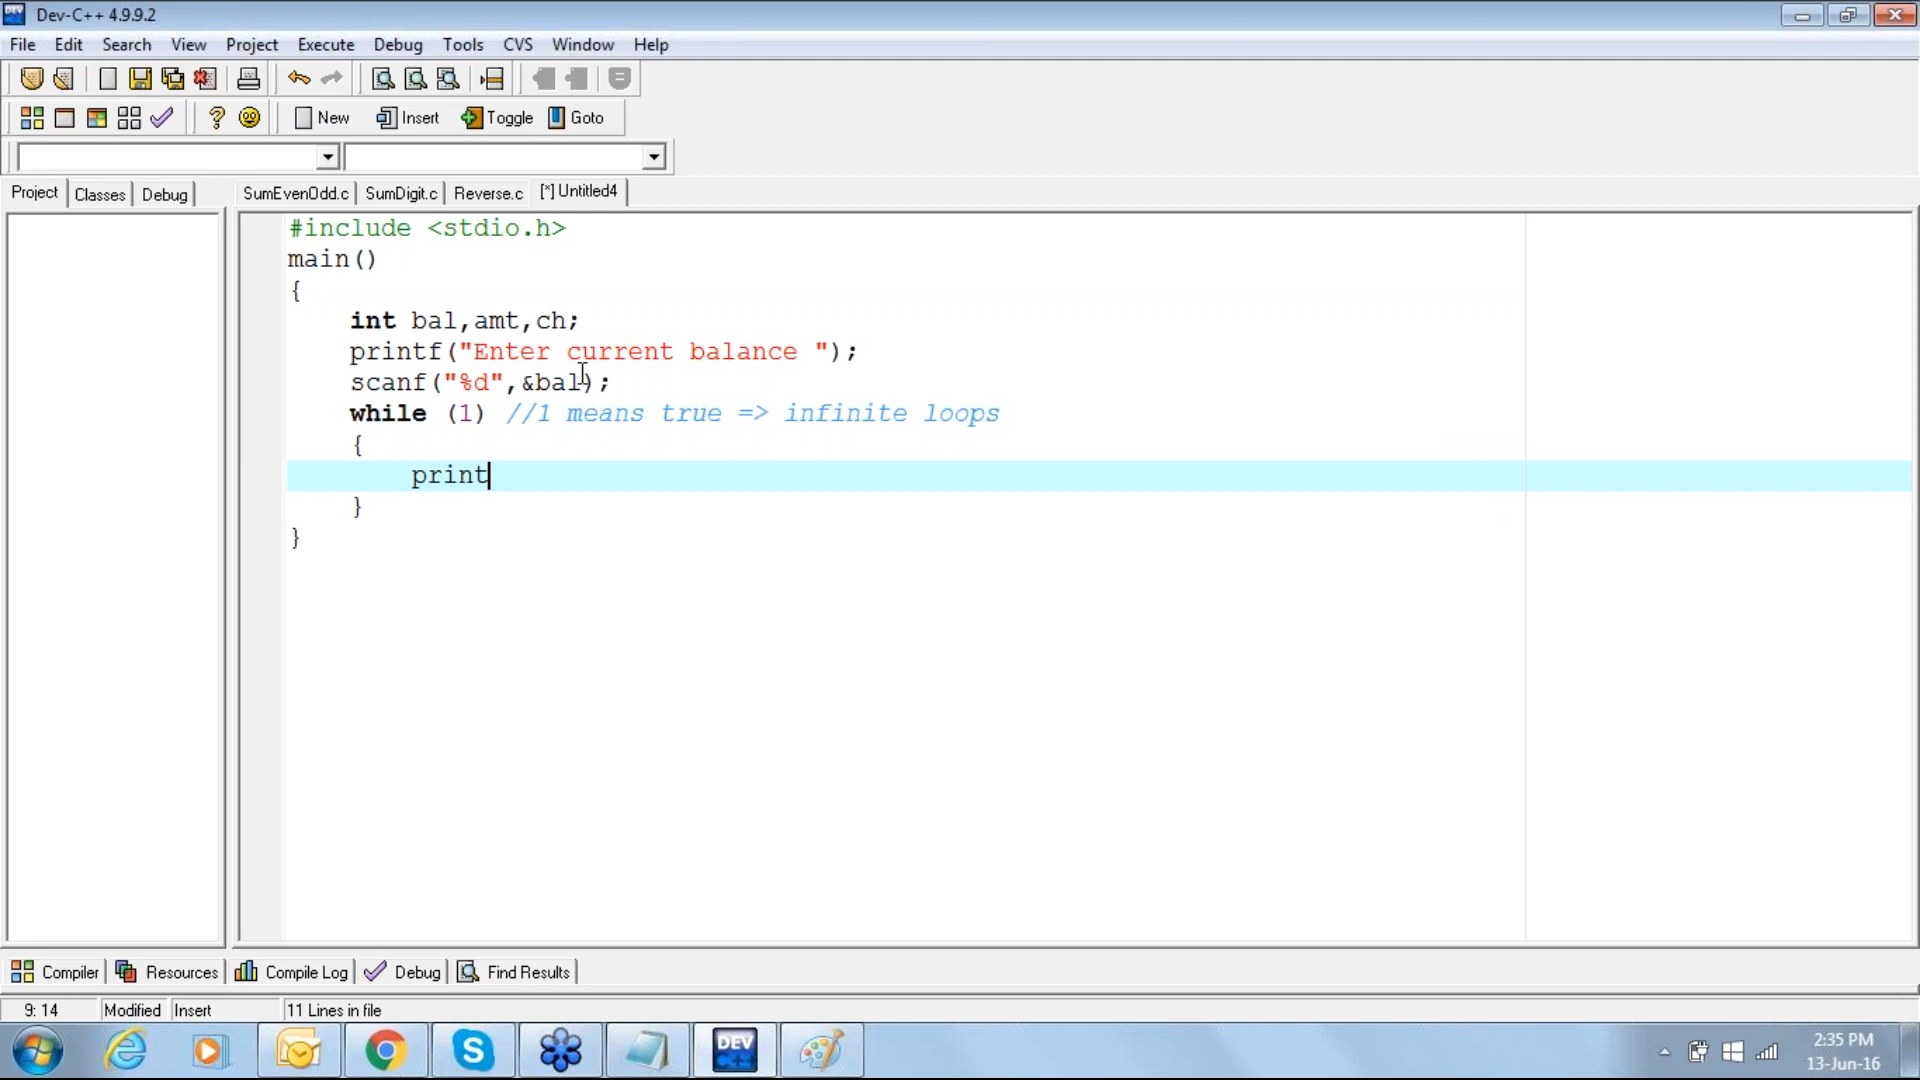 Dev-C++ 4.9.9.2
File Edit Search View Project Execute Debug Tools CVS Window Help
New Insert Toggle Goto
Project Classes Debug SumEvenOdd.c SumDigit.c Reverse.c [*] Untitled4
#include <stdio.h>
main()
{
int bal,amt,ch;
printf("Enter current balance ");
scanf("%d",&bal);
while (1) //1 means true => infinite loops
{
print
}
}
Compiler Resources Compile Log Debug Find Results
9: 14 Modified Insert 11 Lines in file
DEV C++ 2:35 PM
13-Jun-16